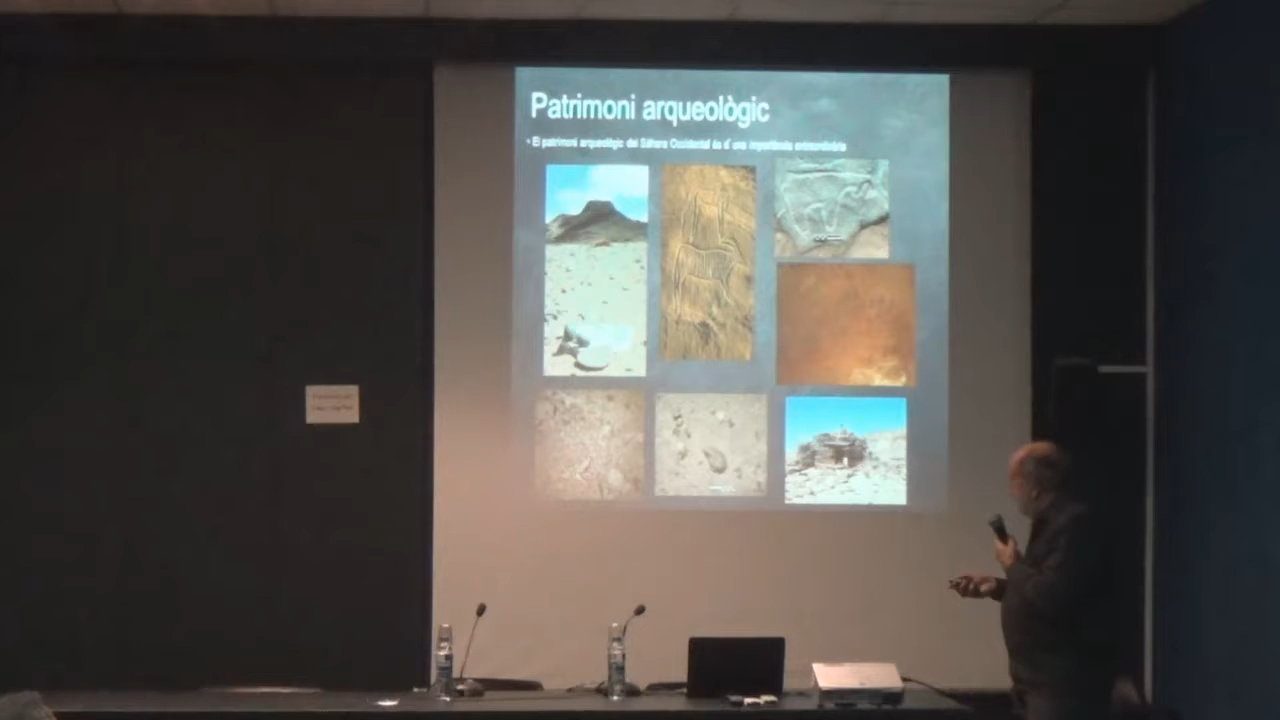 Patrimoni arqueològic
• El patrimoni arqueològic del Sàhara Occidental és d' una importància extraordinària